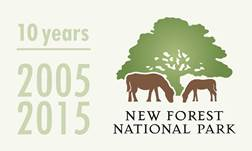 10 years
2005
2015
NEW FOREST
NATIONAL PARK